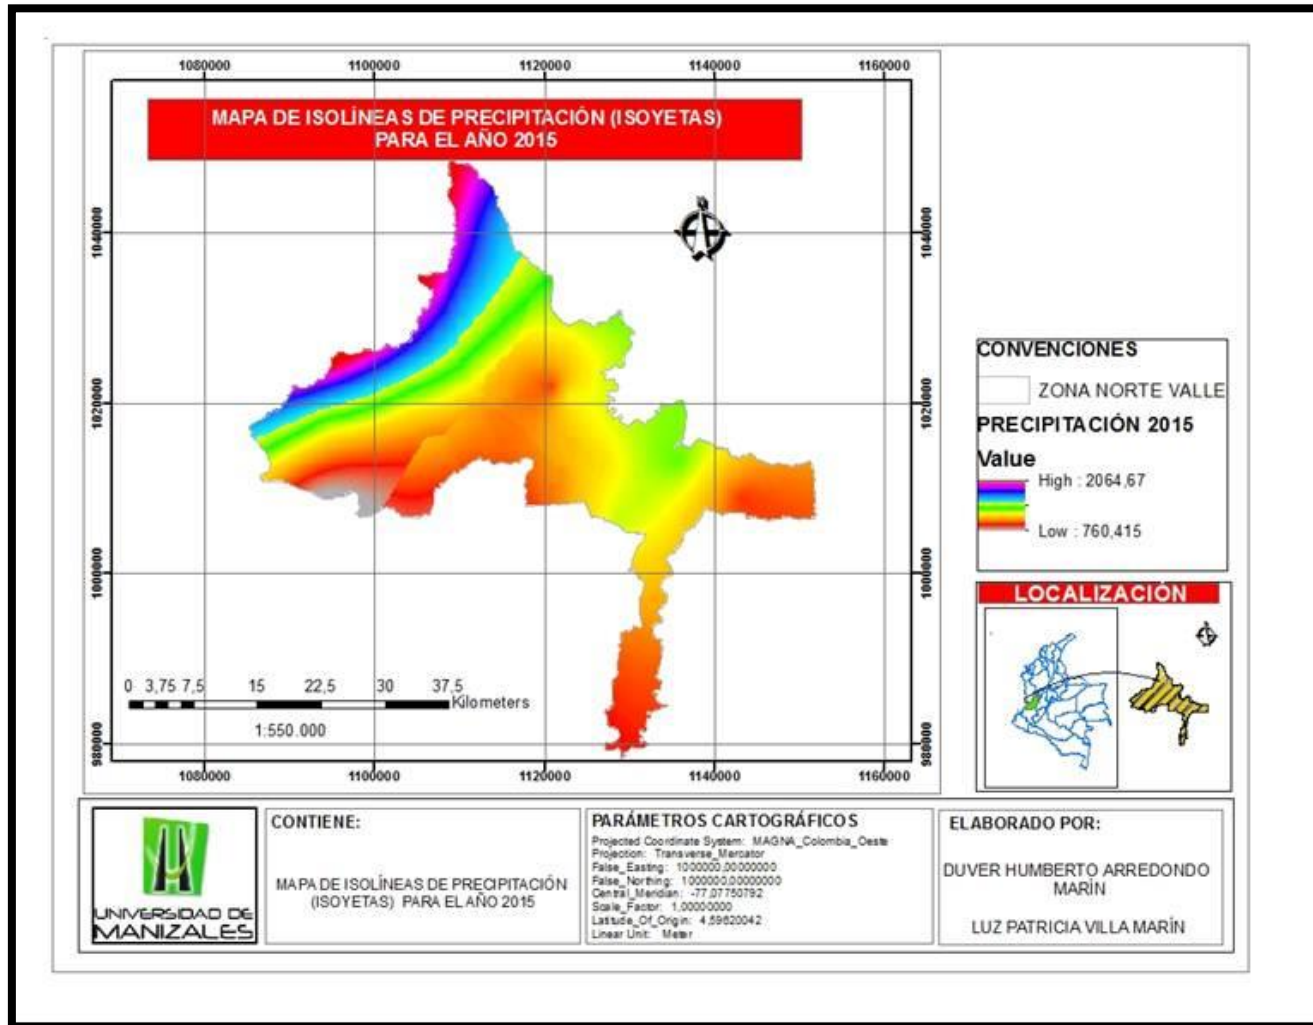 1080000 1100000 1120000 1140000 1160000
MAPA DE ISOLÍNEAS DE PRECIPITACIÓN (ISOYETAS)
PARA EL AÑO 2015
1040000 1040000
1020000 1020000
1000000 1000000
980000 980000
0 3,75 7,5 15 22,5 30 37,5
Kilometers
1:550.000
1080000 1100000 1120000 1140000 1160000
CONVENCIONES
ZONA NORTE VALLE
PRECIPITACIÓN 2015
Value
High : 2064,67
Low : 760,415
LOCALIZACIÓN
UNIVERSIDAD DE
MANIZALES
CONTIENE:
MAPA DE ISOLÍNEAS DE PRECIPITACIÓN
(ISOYETAS) PARA EL AÑO 2015
PARÁMETROS CARTOGRÁFICOS
Projected Coordinate System: MAGNA_Colombia_Oeste
Projection: Transverse_Mercator
False_Easting: 1000000,00000000
False_Northing: 1000000,00000000
Central_Meridian: -77,07750792
Scale_Factor: 1,00000000
Latitude_Of_Origin: 4,59620042
Linear Unit: Meter
ELABORADO POR:
DUVER HUMBERTO ARREDONDO
MARÍN
LUZ PATRICIA VILLA MARÍN